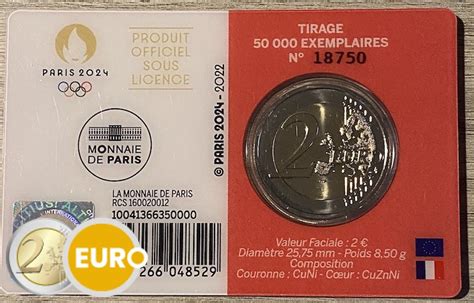 PARIS 2024
PRODUIT
OFFICIEL
SOUS
LICENCE
MONNAIE
DE PARIS
© PARIS 2024 - 2022
LA MONNAIE DE PARIS
RCS 160020012
10041366350000
266 048529
INTERNATION
2
EURO
TIRAGE
50 000 EXEMPLAIRES
N° 18750
2 EURO
Valeur Faciale : 2 €
Diamètre 25,75 mm - Poids 8,50 g
Composition
Couronne : CuNi - Cœur : CuZnNi